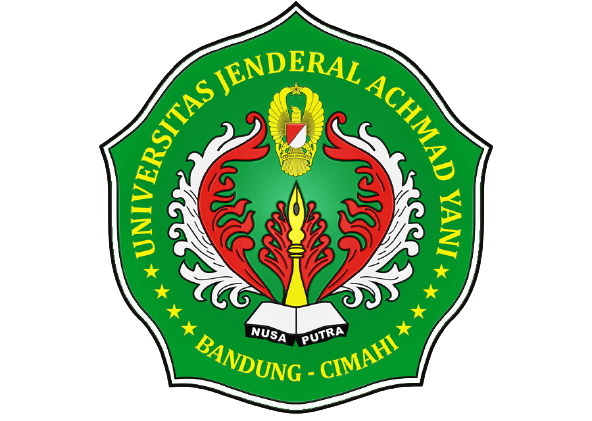 UNIVERSITAS JENDERAL ACHMAD YANI
NUSA PUTRA
BANDUNG - CIMAHI